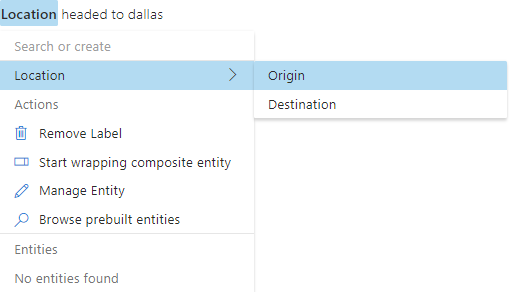 Location headed to dallas
Search or create
Location
Origin
Destination
Actions
Remove Label
Start wrapping composite entity
Manage Entity
Browse prebuilt entities
Entities
No entities found